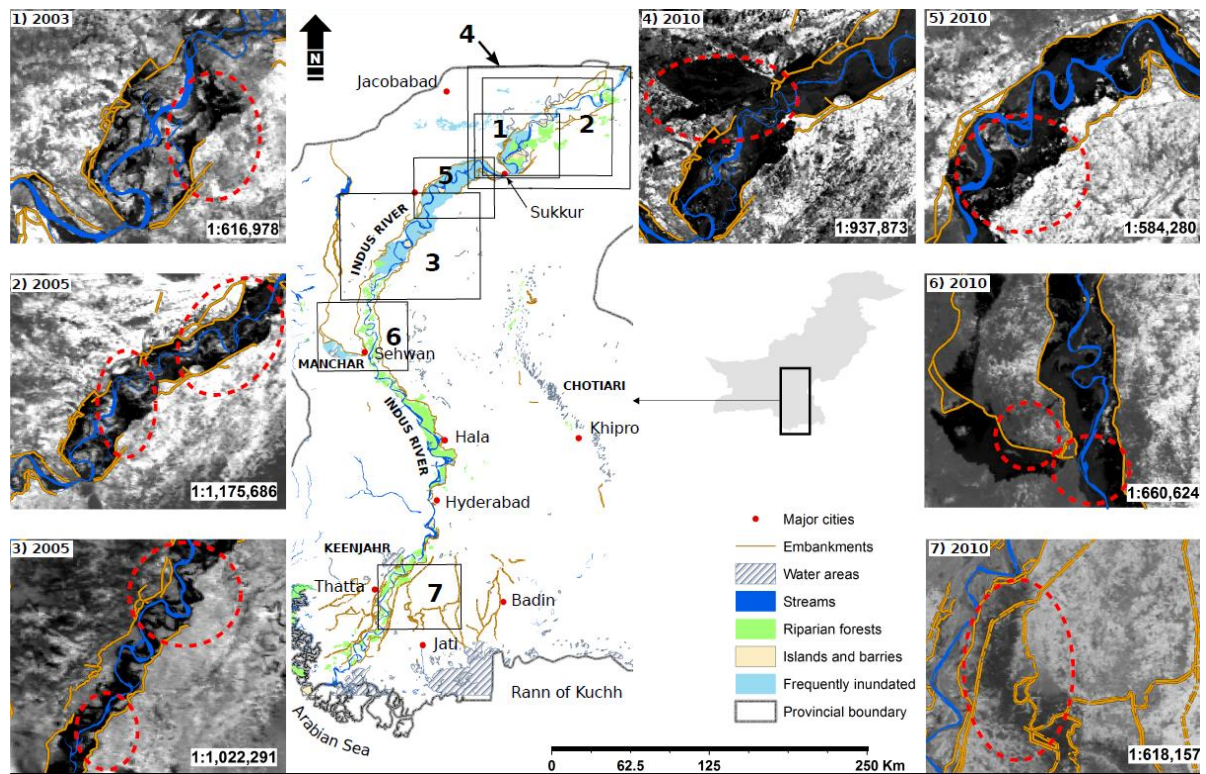 1) 2003
1:616,978
2) 2005
1:1,175,686
3) 2005
1:1,022,291
N
4
Jacobabad
1
2
5
Sukkur
INDUS RIVER
3
6
Sehwan
MANCHAR
CHOTIARI
Khipro
INDUS RIVER
Hala
Hyderabad
KEENJAHR
Thatta
7
Badin
Jati
Rann of Kuchh
Arabian Sea
4) 2010
1:937,873
5) 2010
1:584,280
6) 2010
1:660,624
7) 2010
1:618,157
Major cities
Embankments
Water areas
Streams
Riparian forests
Islands and barries
Frequently inundated
Provincial boundary
0 62.5 125 250 Km